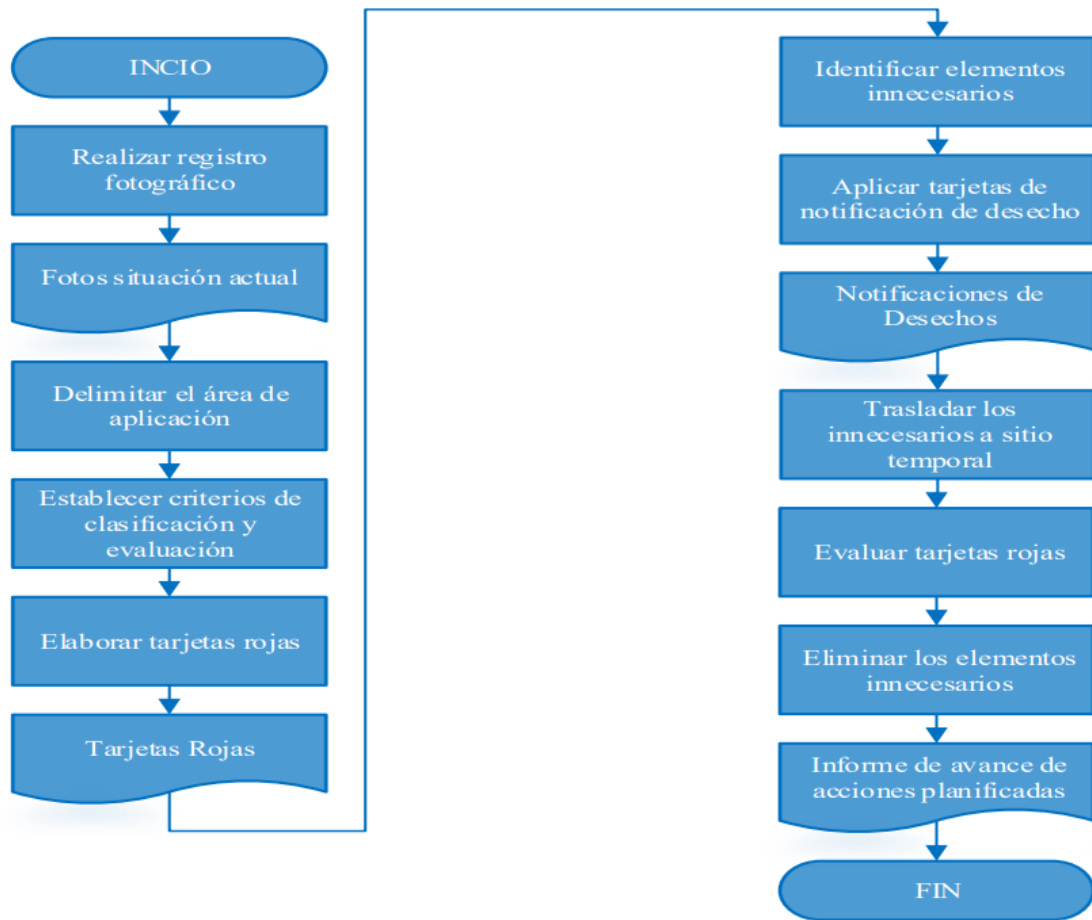 INCIO
Realizar registro
fotográfico
Fotos situación actual
Delimitar el área de
aplicación
Establecer criterios de
clasificación y
evaluación
Elaborar tarjetas rojas
Tarjetas Rojas
Identificar elementos
innecesarios
Aplicar tarjetas de
notificación de desecho
Notificaciones de
Desechos
Trasladar los
innecesarios a sitio
temporal
Evaluar tarjetas rojas
Eliminar los elementos
innecesarios
Informe de avance de
acciones planificadas
FIN